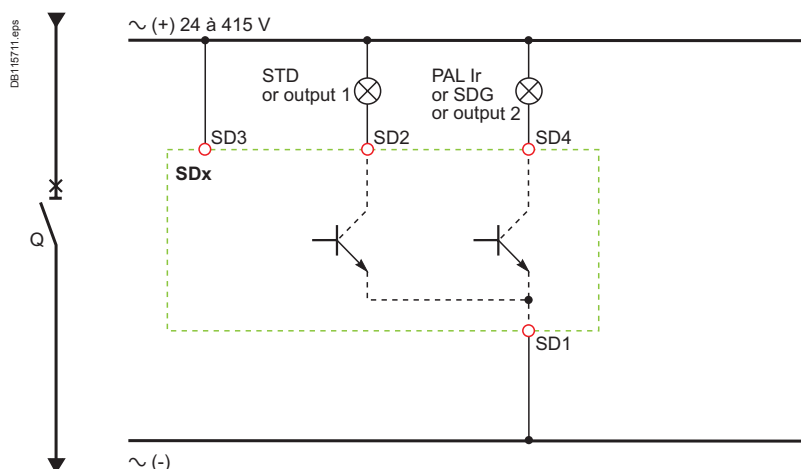 DB115711.eps
~ (+) 24 à 415 V
STD
or output 1
PAL Ir
or SDG
or output 2
SD3
SD2
SD4
SDx
Q
SD1
~ (-)